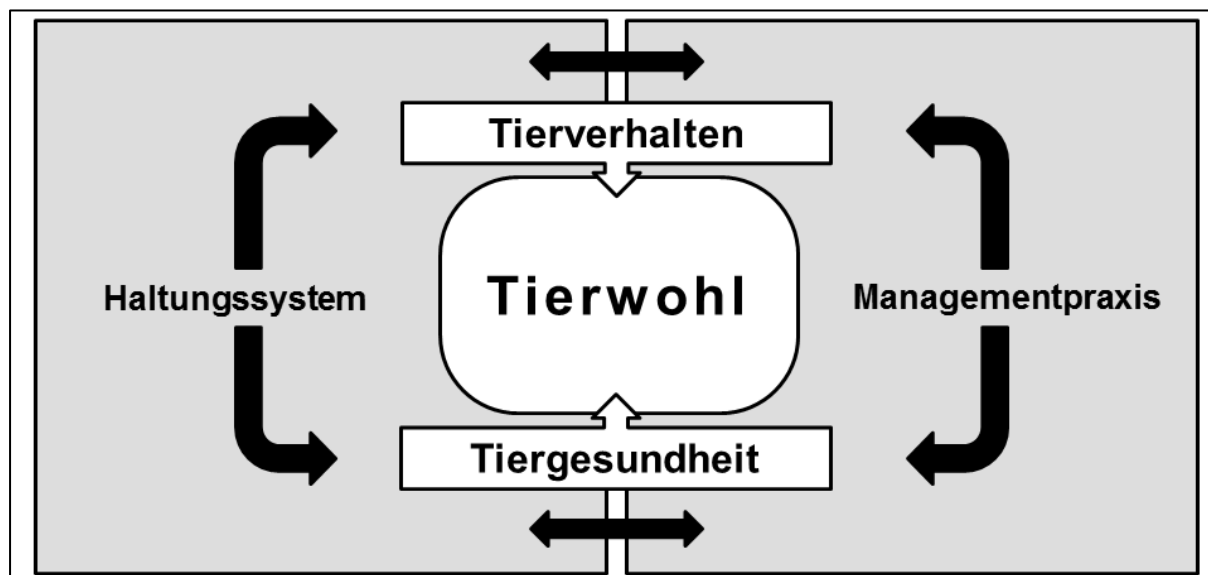 Tierverhalten
Haltungssystem
Tierwohl
Managementpraxis
Tiergesundheit